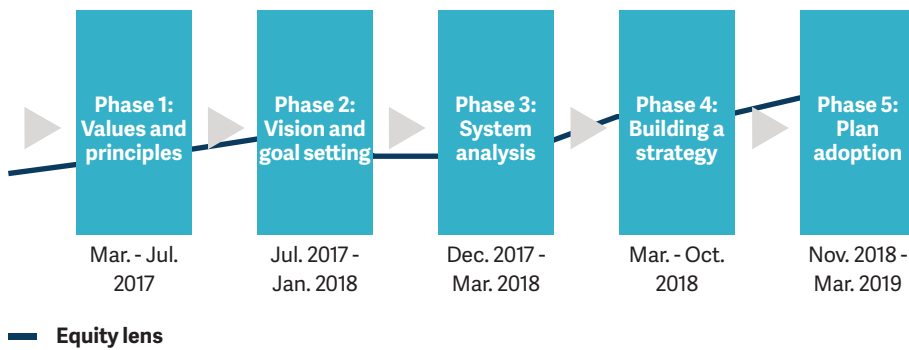 Phase 1:
Values and
principles
Phase 2:
Vision and
goal setting
Phase 3:
System
analysis
Phase 4:
Building a
strategy
Phase 5:
Plan
adoption
Mar. - Jul.
2017
Jul. 2017 -
Jan. 2018
Dec. 2017 -
Mar. 2018
Mar. - Oct.
2018
Nov. 2018 -
Mar. 2019
Equity lens